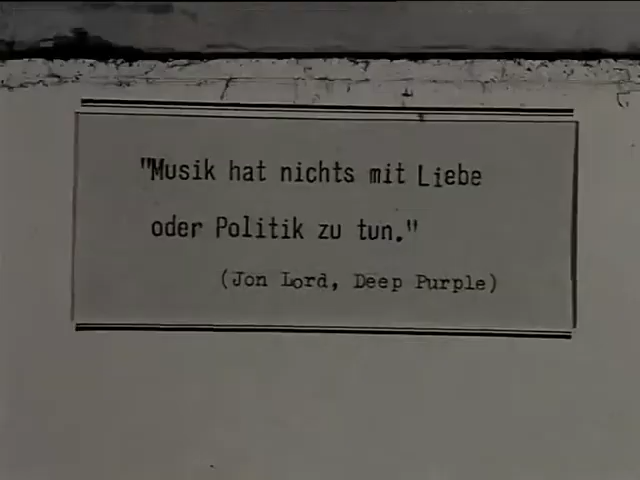 "Musik hat nichts mit Liebe
oder Politik zu tun."
(Jon Lord, Deep Purple)